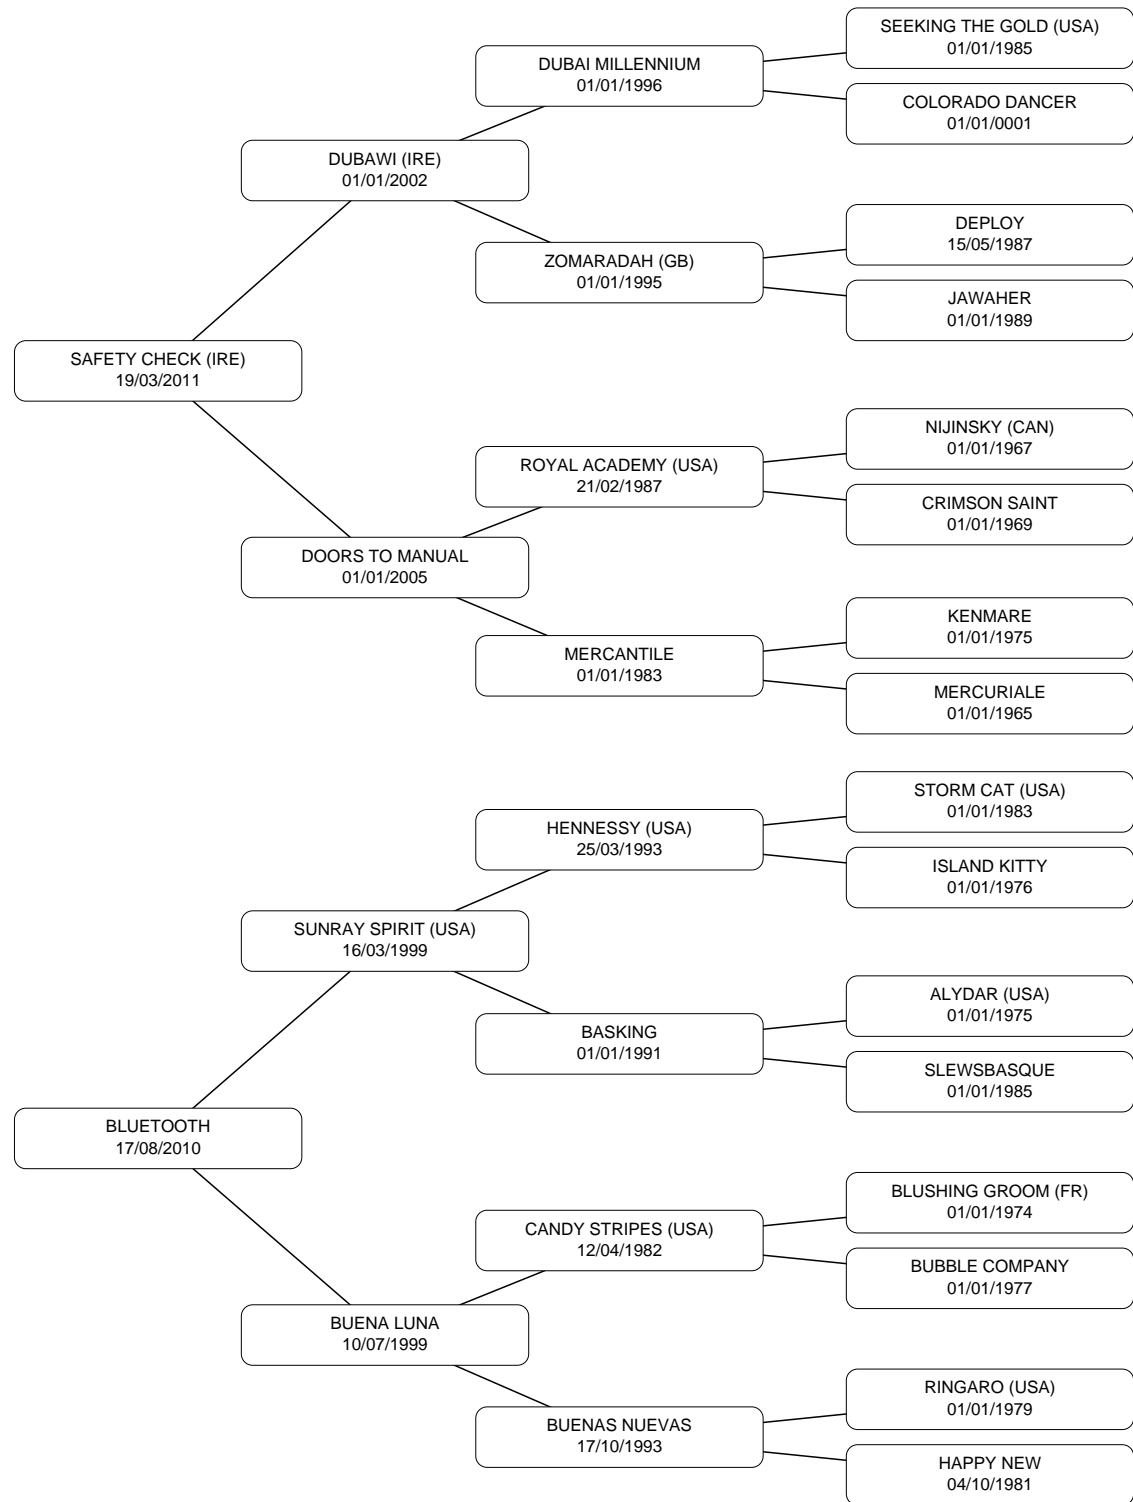 SEEKING THE GOLD (USA)
01/01/1985
DUBAI MILLENNIUM
01/01/1996
COLORADO DANCER
01/01/0001
DUBAWI (IRE)
01/01/2002
DEPLOY
15/05/1987
ZOMARADAH (GB)
01/01/1995
JAWAHER
01/01/1989
SAFETY CHECK (IRE)
19/03/2011
NIJINSKY (CAN)
01/01/1967
ROYAL ACADEMY (USA)
21/02/1987
CRIMSON SAINT
01/01/1969
DOORS TO MANUAL
01/01/2005
KENMARE
01/01/1975
MERCANTILE
01/01/1983
MERCURIALE
01/01/1965
STORM CAT (USA)
01/01/1983
HENNESSY (USA)
25/03/1993
ISLAND KITTY
01/01/1976
SUNRAY SPIRIT (USA)
16/03/1999
ALYDAR (USA)
01/01/1975
BASKING
01/01/1991
SLEWSBASQUE
01/01/1985
BLUETOOTH
17/08/2010
BLUSHING GROOM (FR)
01/01/1974
CANDY STRIPES (USA)
12/04/1982
BUBBLE COMPANY
01/01/1977
BUENA LUNA
10/07/1999
RINGARO (USA)
01/01/1979
BUENAS NUEVAS
17/10/1993
HAPPY NEW
04/10/1981